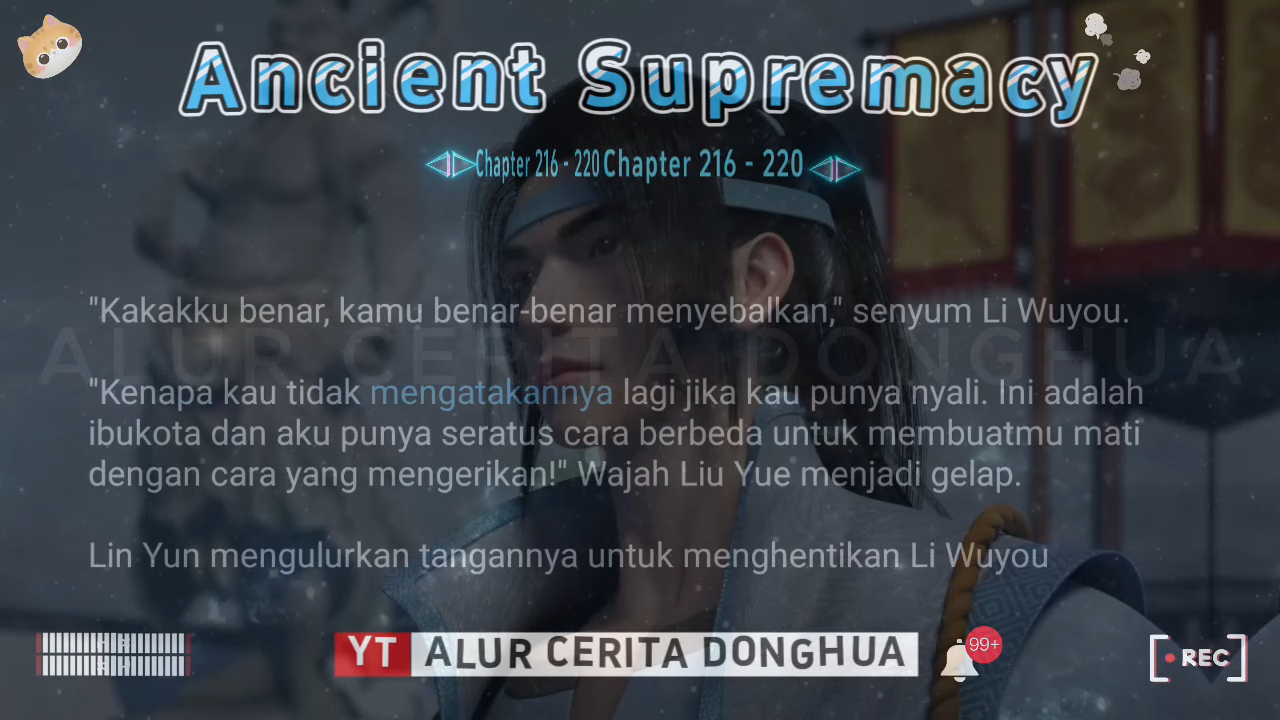 Ancient Supremacy
Chapter 216 - 220 Chapter 216 - 220
"Kakakku benar, kamu benar-benar menyebalkan," senyum Li Wuyou.
ALUR CERITA DONGHUA
"Kenapa kau tidak mengatakannya lagi jika kau punya nyali. Ini adalah
ibukota dan aku punya seratus cara berbeda untuk membuatmu mati
dengan cara yang mengerikan!" Wajah Liu Yue menjadi gelap.
Lin Yun mengulurkan tangannya untuk menghentikan Li Wuyou
YT ALUR CERITA DONGHUA
99+
REC